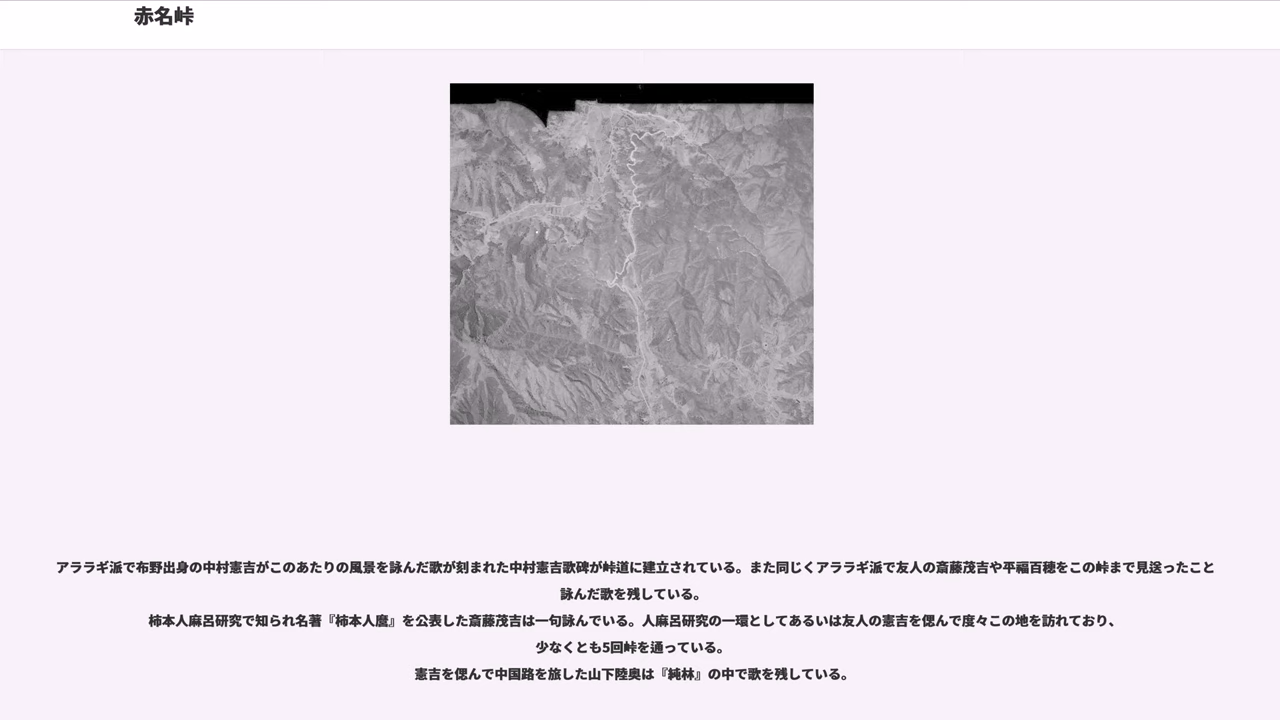 赤名峠
アララギ派で布野出身の中村憲吉がこのあたりの風景を詠んだ歌が刻まれた中村憲吉歌碑が峠道に建立されている。また同じくアララギ派で友人の斎藤茂吉や平福百穂をこの峠まで見送ったこと
詠んだ歌を残している。
柿本人麻呂研究で知られ名著『柿本人麿』を公表した斎藤茂吉は一句詠んでいる。人麻呂研究の一環としてあるいは友人の憲吉を偲んで度々この地を訪れており、
少なくとも5回峠を通っている。
憲吉を偲んで中国路を旅した山下陸奥は『純林』の中で歌を残している。